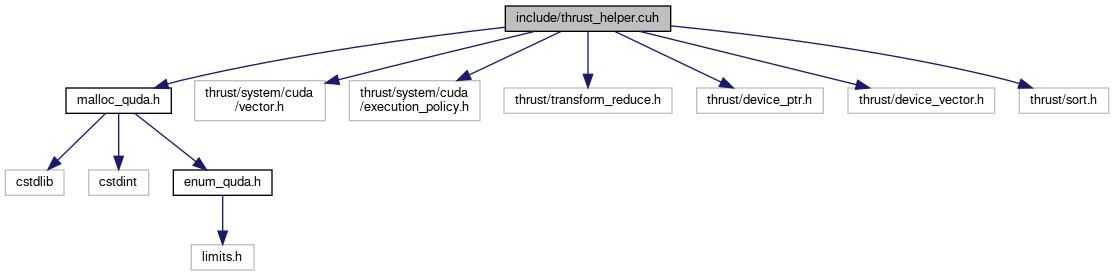 include/thrust_helper.cuh
malloc_quda.h
thrust/system/cuda
/vector.h
thrust/system/cuda
/execution_policy.h
thrust/transform_reduce.h
thrust/device_ptr.h
thrust/device_vector.h
thrust/sort.h
cstdlib
cstdint
enum_quda.h
limits.h